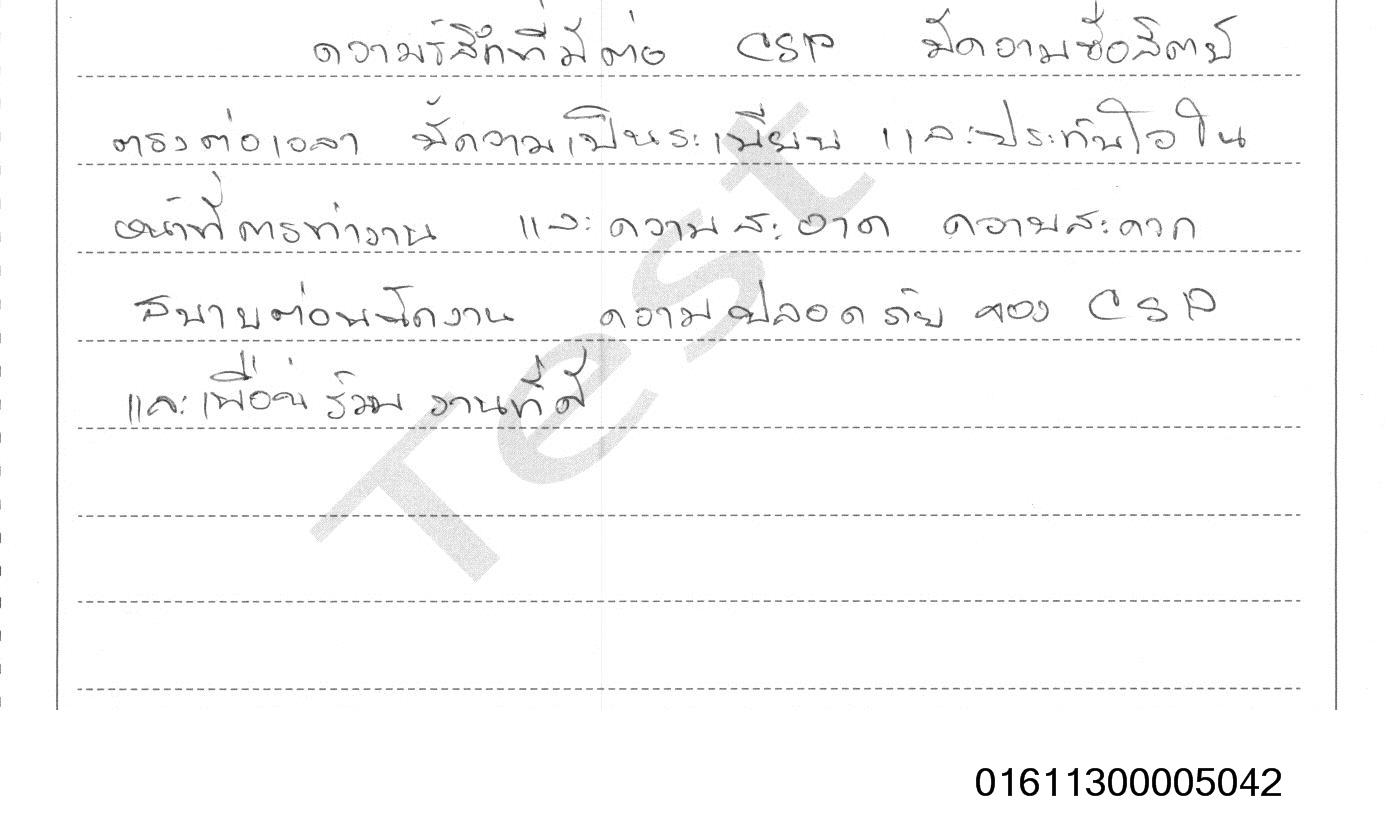 ความรู้สึกที่มีต่อ CSP มีความซื่อสัตย์
ตรงต่อเวลา มีความเป็นระเบียบ และประทับใจใน
หน้าที่การทำงาน และความสะอาด ความสะดวก
สบายต่อพนักงาน ความปลอดภัย ของ CSP
และเพื่อนร่วมงานที่ดี
Test
01611300005042